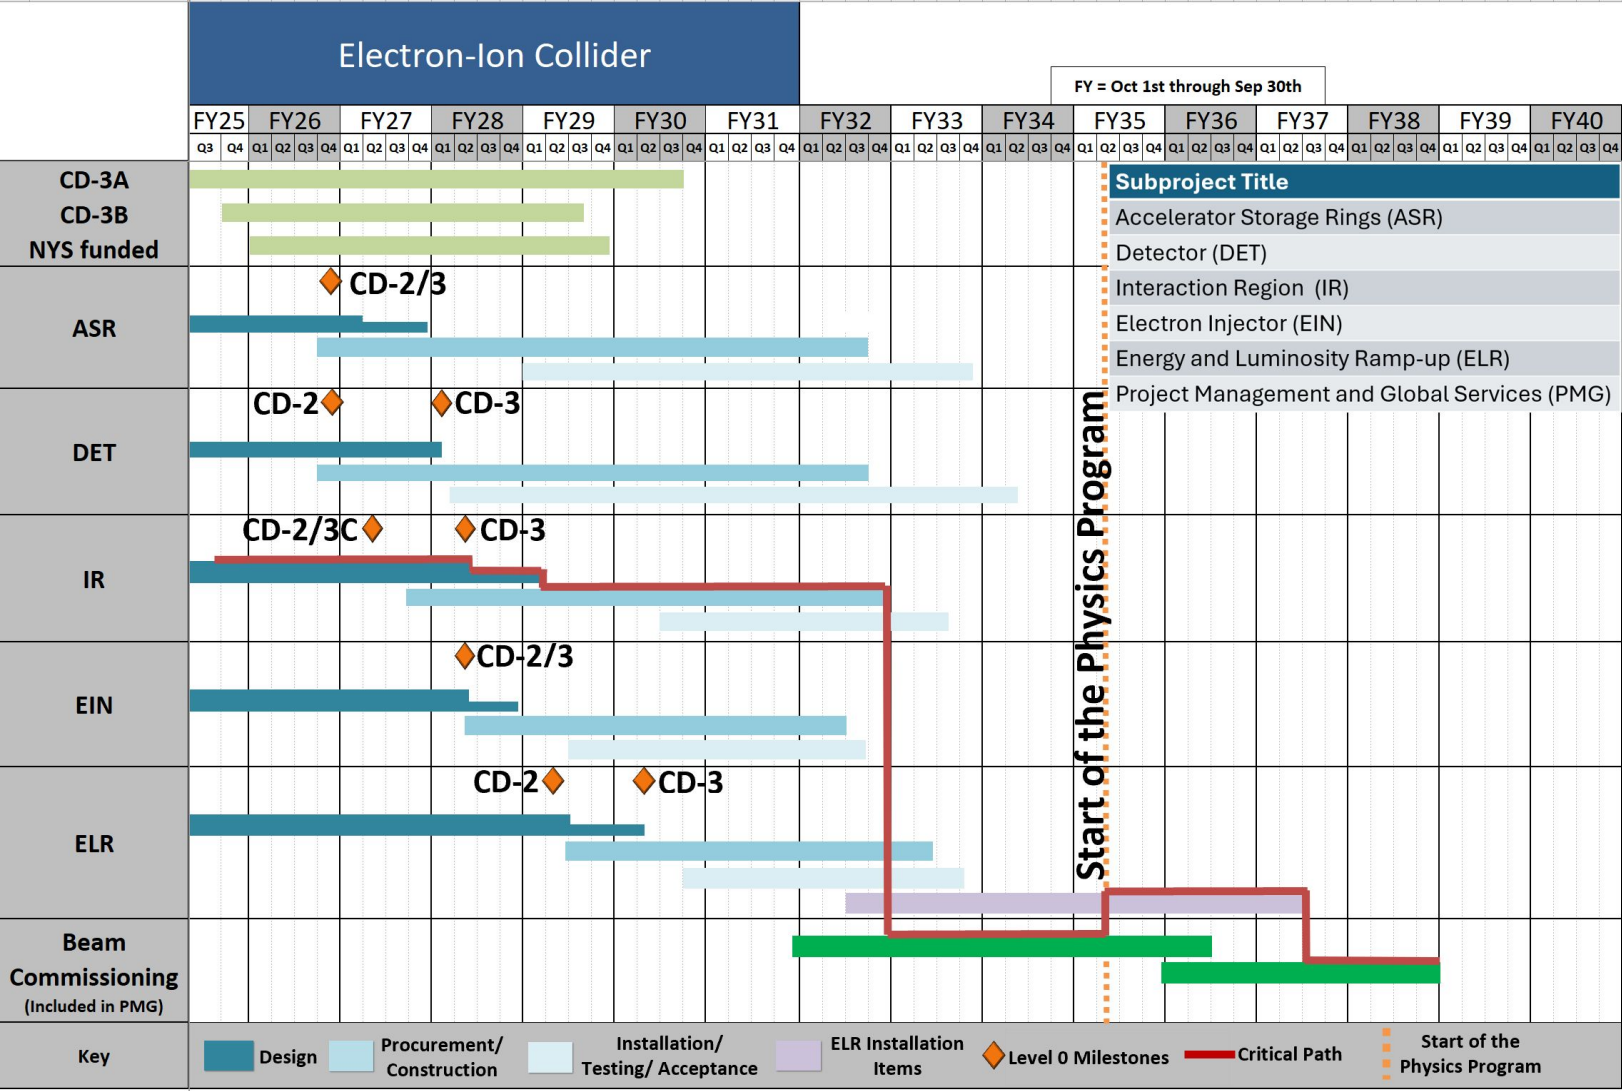 Electron-Ion Collider
FY = Oct 1st through Sep 30th
FY25 FY26 FY27 FY28 FY29 FY30 FY31 FY32 FY33 FY34 FY35 FY36 FY37 FY38 FY39 FY40
Q3 Q4 Q1 Q2 Q3 Q4 Q1 Q2 Q3 Q4 Q1 Q2 Q3 Q4 Q1 Q2 Q3 Q4 Q1 Q2 Q3 Q4 Q1 Q2 Q3 Q4 Q1 Q2 Q3 Q4 Q1 Q2 Q3 Q4 Q1 Q2 Q3 Q4 Q1 Q2 Q3 Q4 Q1 Q2 Q3 Q4 Q1 Q2 Q3 Q4 Q1 Q2 Q3 Q4 Q1 Q2 Q3 Q4 Q1 Q2 Q3 Q4
CD-3A
CD-3B
NYS funded
Subproject Title
Accelerator Storage Rings (ASR)
Detector (DET)
Interaction Region (IR)
Electron Injector (EIN)
Energy and Luminosity Ramp-up (ELR)
Project Management and Global Services (PMG)
ASR
CD-2/3
DET
CD-2
CD-3
IR
CD-2/3C
CD-3
EIN
CD-2/3
ELR
CD-2
CD-3
Start of the Physics Program
Beam
Commissioning
(Included in PMG)
Key
Design
Procurement/
Construction
Installation/
Testing/ Acceptance
ELR Installation
Items
Level 0 Milestones
Critical Path
Start of the
Physics Program